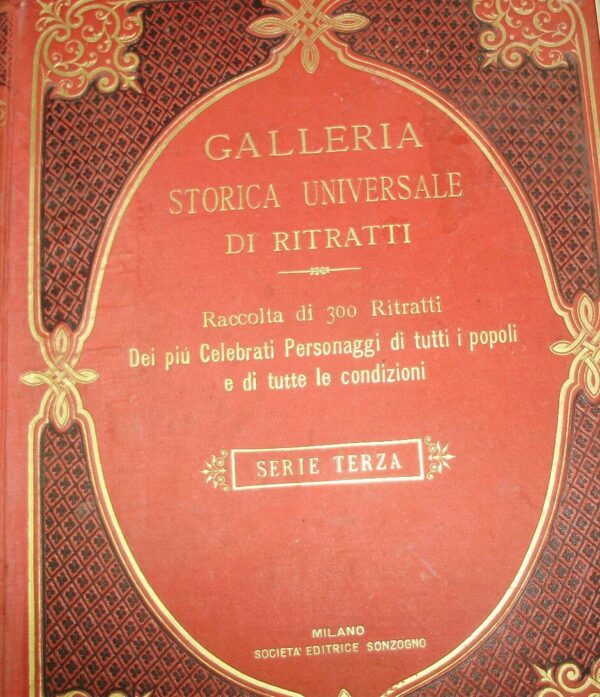 GALLERIA
STORICA UNIVERSALE
DI RITRATTI
Raccolta di 300 Ritratti
Dei più Celebrati Personaggi di tutti i popoli
e di tutte le condizioni
SERIE TERZA
MILANO
SOCIETA' EDITRICE SONZOGNO